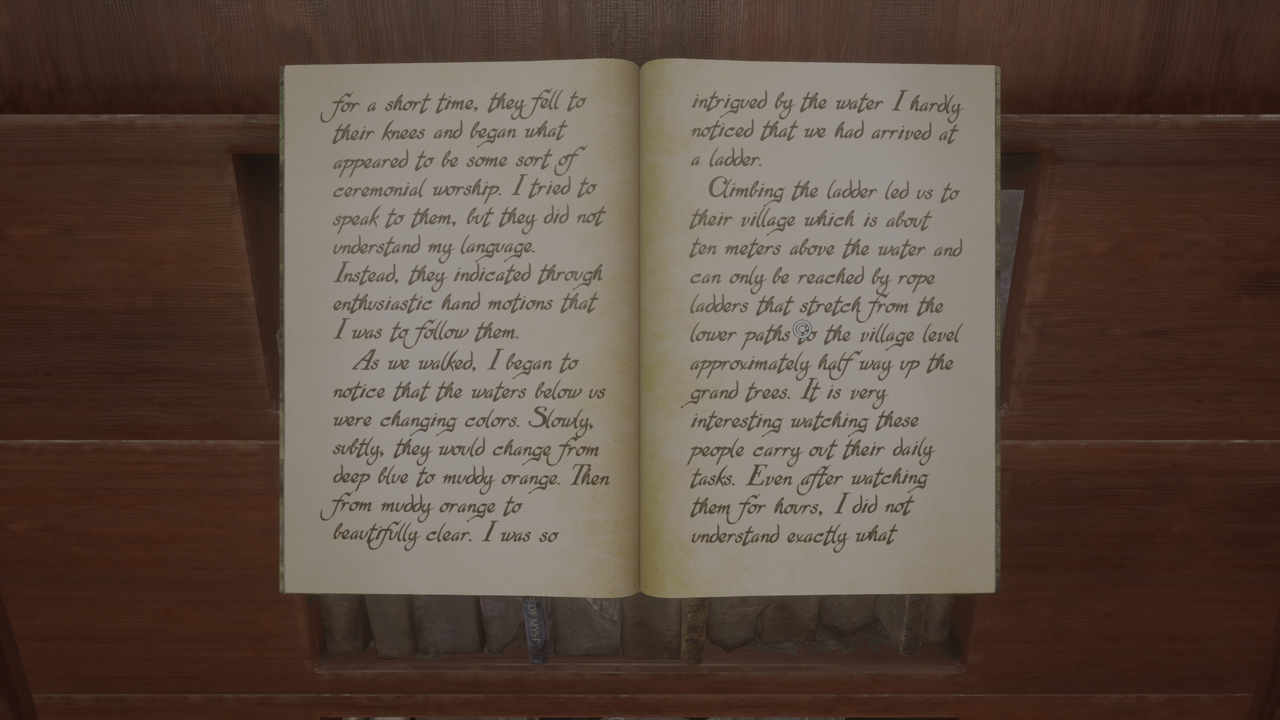 for a short time, they fell to
their knees and began what
appeared to be some sort of
ceremonial worship. I tried to
speak to them, but they did not
understand my language.
Instead, they indicated through
enthusiastic hand motions that
I was to follow them.
As we walked, I began to
notice that the waters below us
were changing colors. Slowly,
subtly, they would change from
deep blue to muddy orange. Then
from muddy orange to
beautifully clear. I was so
intrigued by the water I hardly
noticed that we had arrived at
a ladder.
Climbing the ladder led us to
their village which is about
ten meters above the water and
can only be reached by rope
ladders that stretch from the
lower paths to the village level
approximately half way up the
grand trees. It is very
interesting watching these
people carry out their daily
tasks. Even after watching
them for hours, I did not
understand exactly what
OF MYST